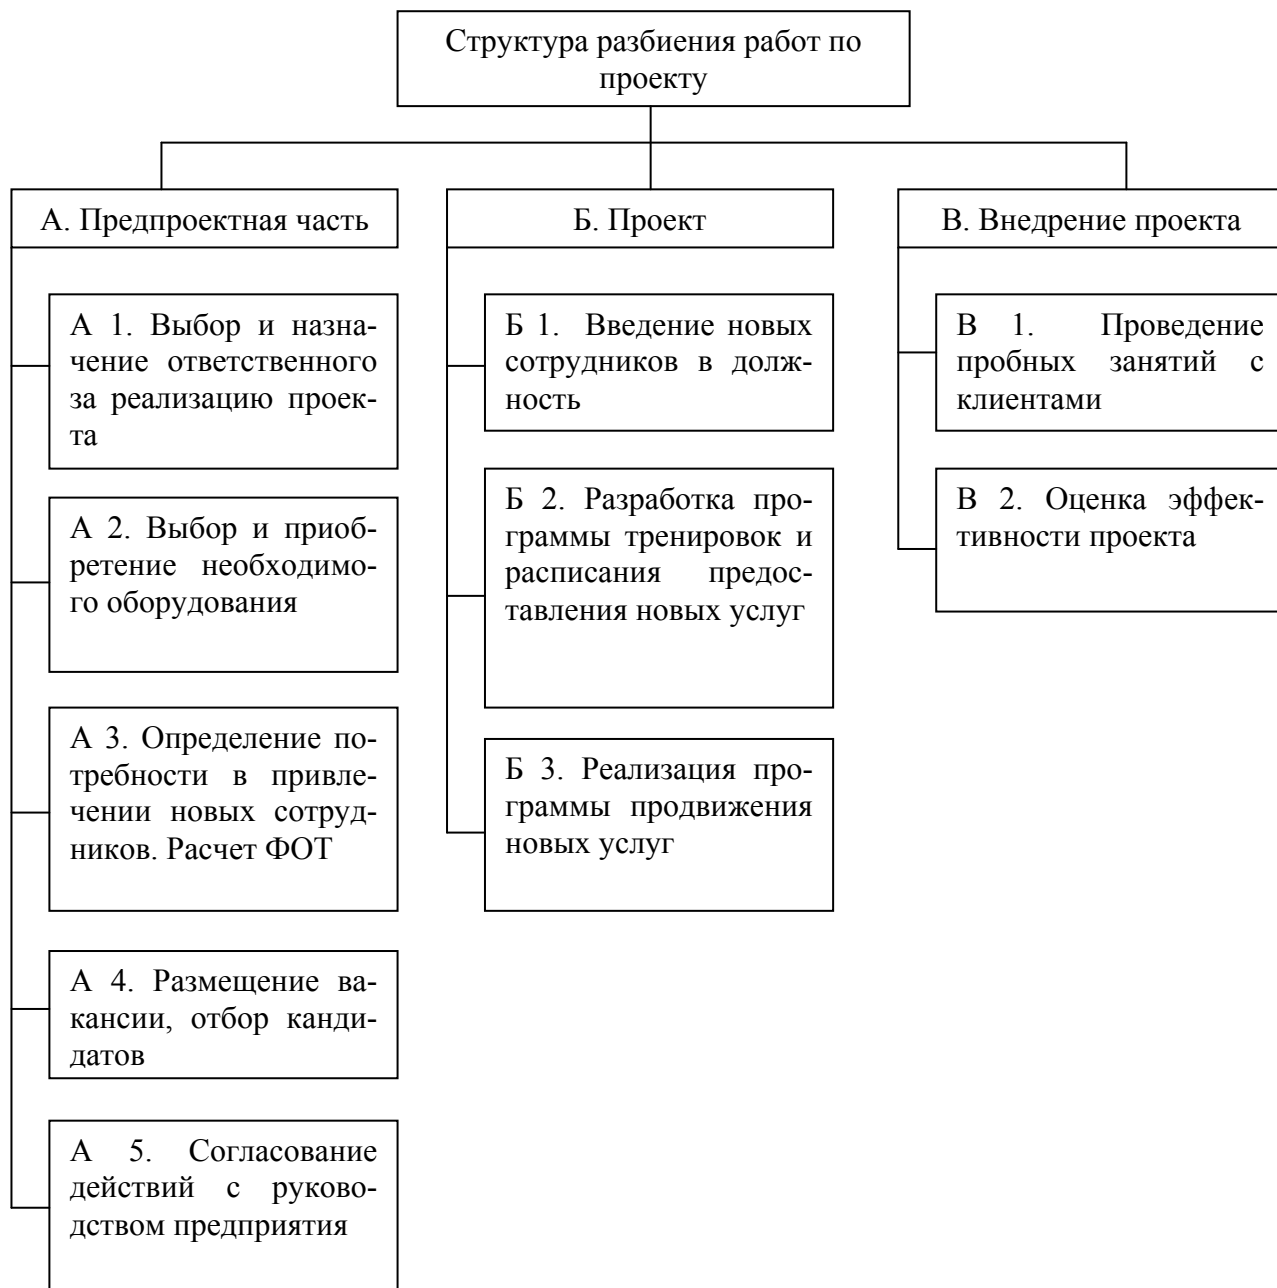 Структура разбиения работ по
проекту
А. Предпроектная часть
А 1. Выбор и назна-
чение ответственного
за реализацию проек-
та
А 2. Выбор и приоб-
ретение необходимо-
го оборудования
А 3. Определение по-
требности в привле-
чении новых сотруд-
ников. Расчет ФОТ
А 4. Размещение ва-
кансии, отбор канди-
датов
А 5. Согласование
действий с руково-
дством предприятия
Б. Проект
Б 1. Введение новых
сотрудников в долж-
ность
Б 2. Разработка про-
граммы тренировок и
расписания предос-
тавления новых услуг
Б 3. Реализация про-
граммы продвижения
новых услуг
В. Внедрение проекта
В 1. Проведение
пробных занятий с
клиентами
В 2. Оценка эффек-
тивности проекта